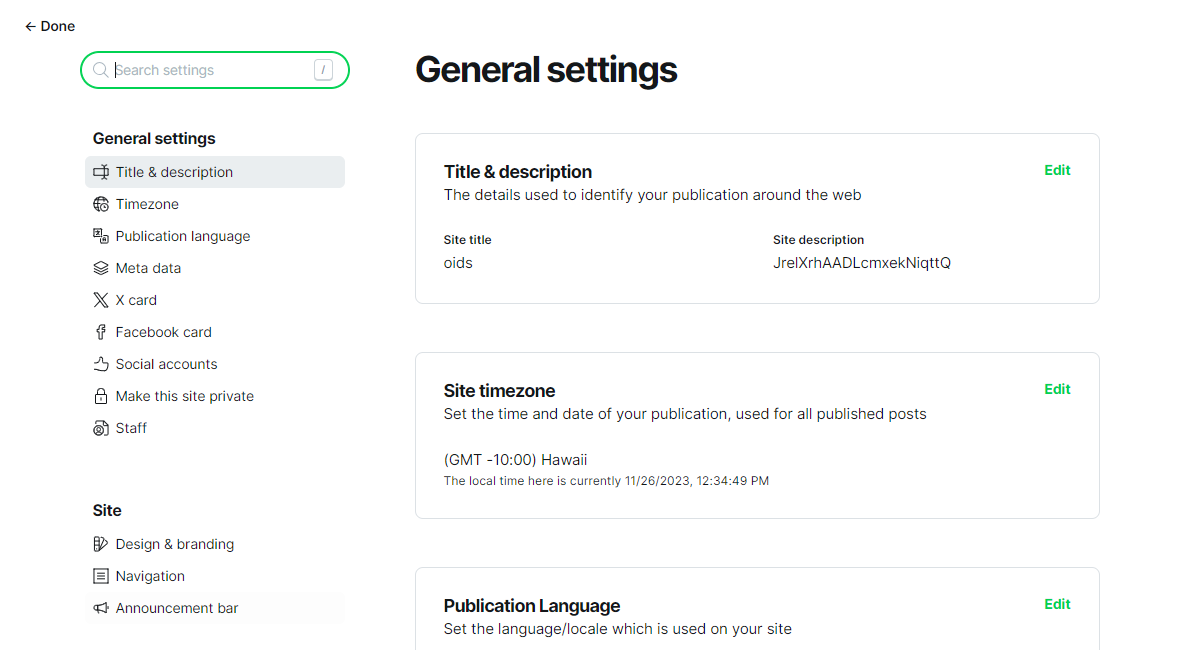 ← Done
Search settings /
General settings
Title & description
Timezone
Publication language
Meta data
X card
Facebook card
Social accounts
Make this site private
Staff
Site
Design & branding
Navigation
Announcement bar
General settings
Title & description
Edit
The details used to identify your publication around the web
Site title
oids
Site description
JrelXrhAADLcmxekNiqttQ
Site timezone
Edit
Set the time and date of your publication, used for all published posts
(GMT -10:00) Hawaii
The local time here is currently 11/26/2023, 12:34:49 PM
Publication Language
Edit
Set the language/locale which is used on your site